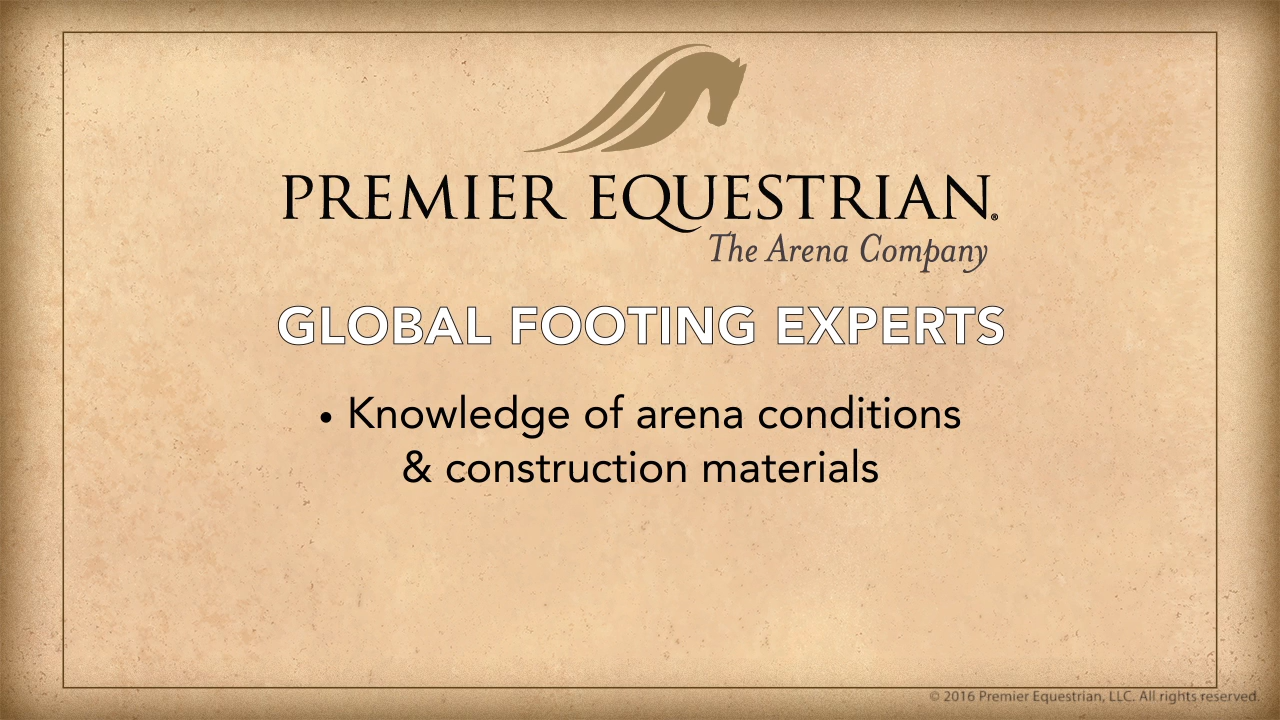 PREMIER EQUESTRIAN®
The Arena Company
GLOBAL FOOTING EXPERTS
• Knowledge of arena conditions
& construction materials
© 2016 Premier Equestrian, LLC. All rights reserved.